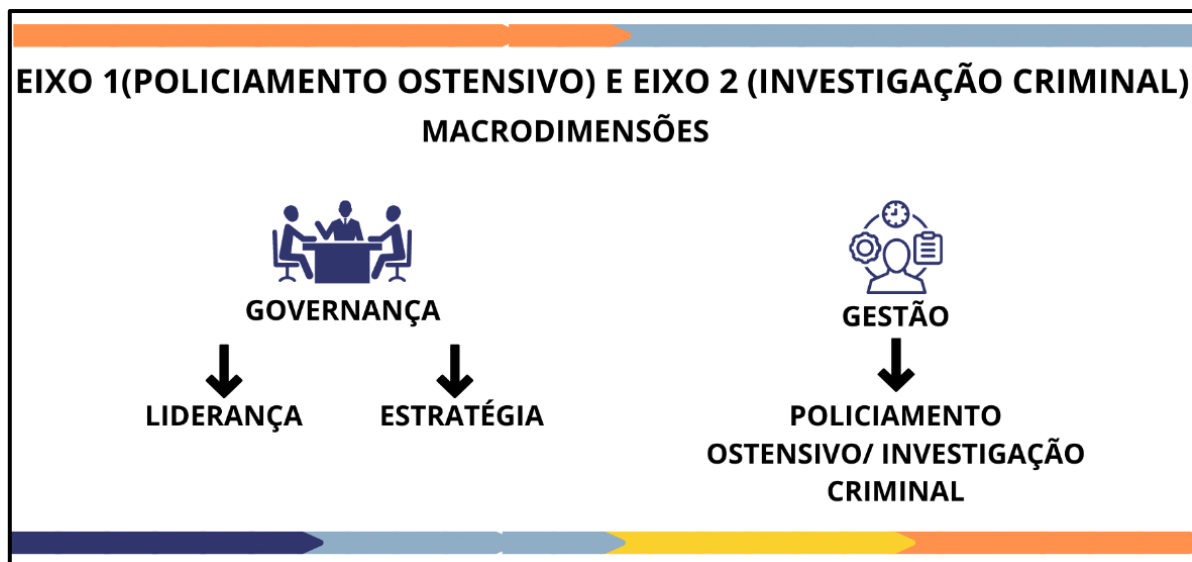 EIXO 1(POLICIAMENTO OSTENSIVO) E EIXO 2 (INVESTIGAÇÃO CRIMINAL)
MACRODIMENSÕES
GOVERNANÇA
LIDERANÇA
ESTRATÉGIA
GESTÃO
POLICIAMENTO
OSTENSIVO/ INVESTIGAÇÃO
CRIMINAL